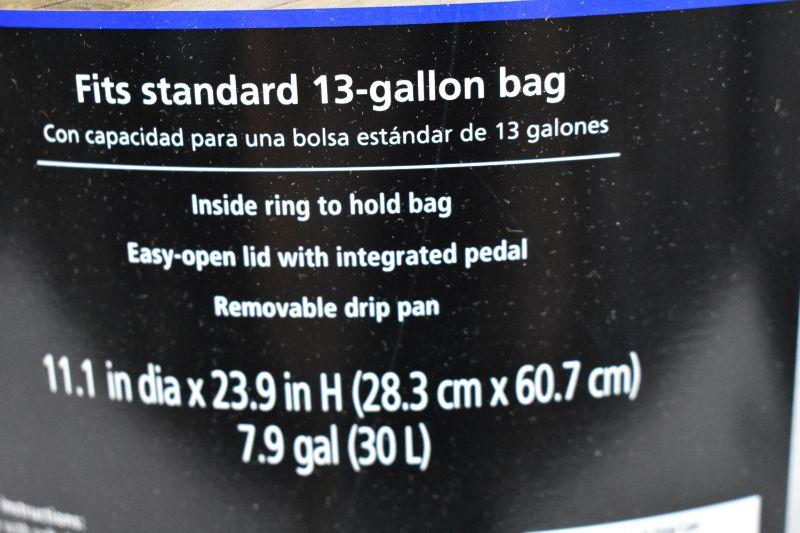 Fits standard 13-gallon bag
Con capacidad para una bolsa estándar de 13 galones
Inside ring to hold bag
Easy-open lid with integrated pedal
Removable drip pan
11.1 in dia x 23.9 in H (28.3 cm x 60.7 cm)
7.9 gal (30 L)